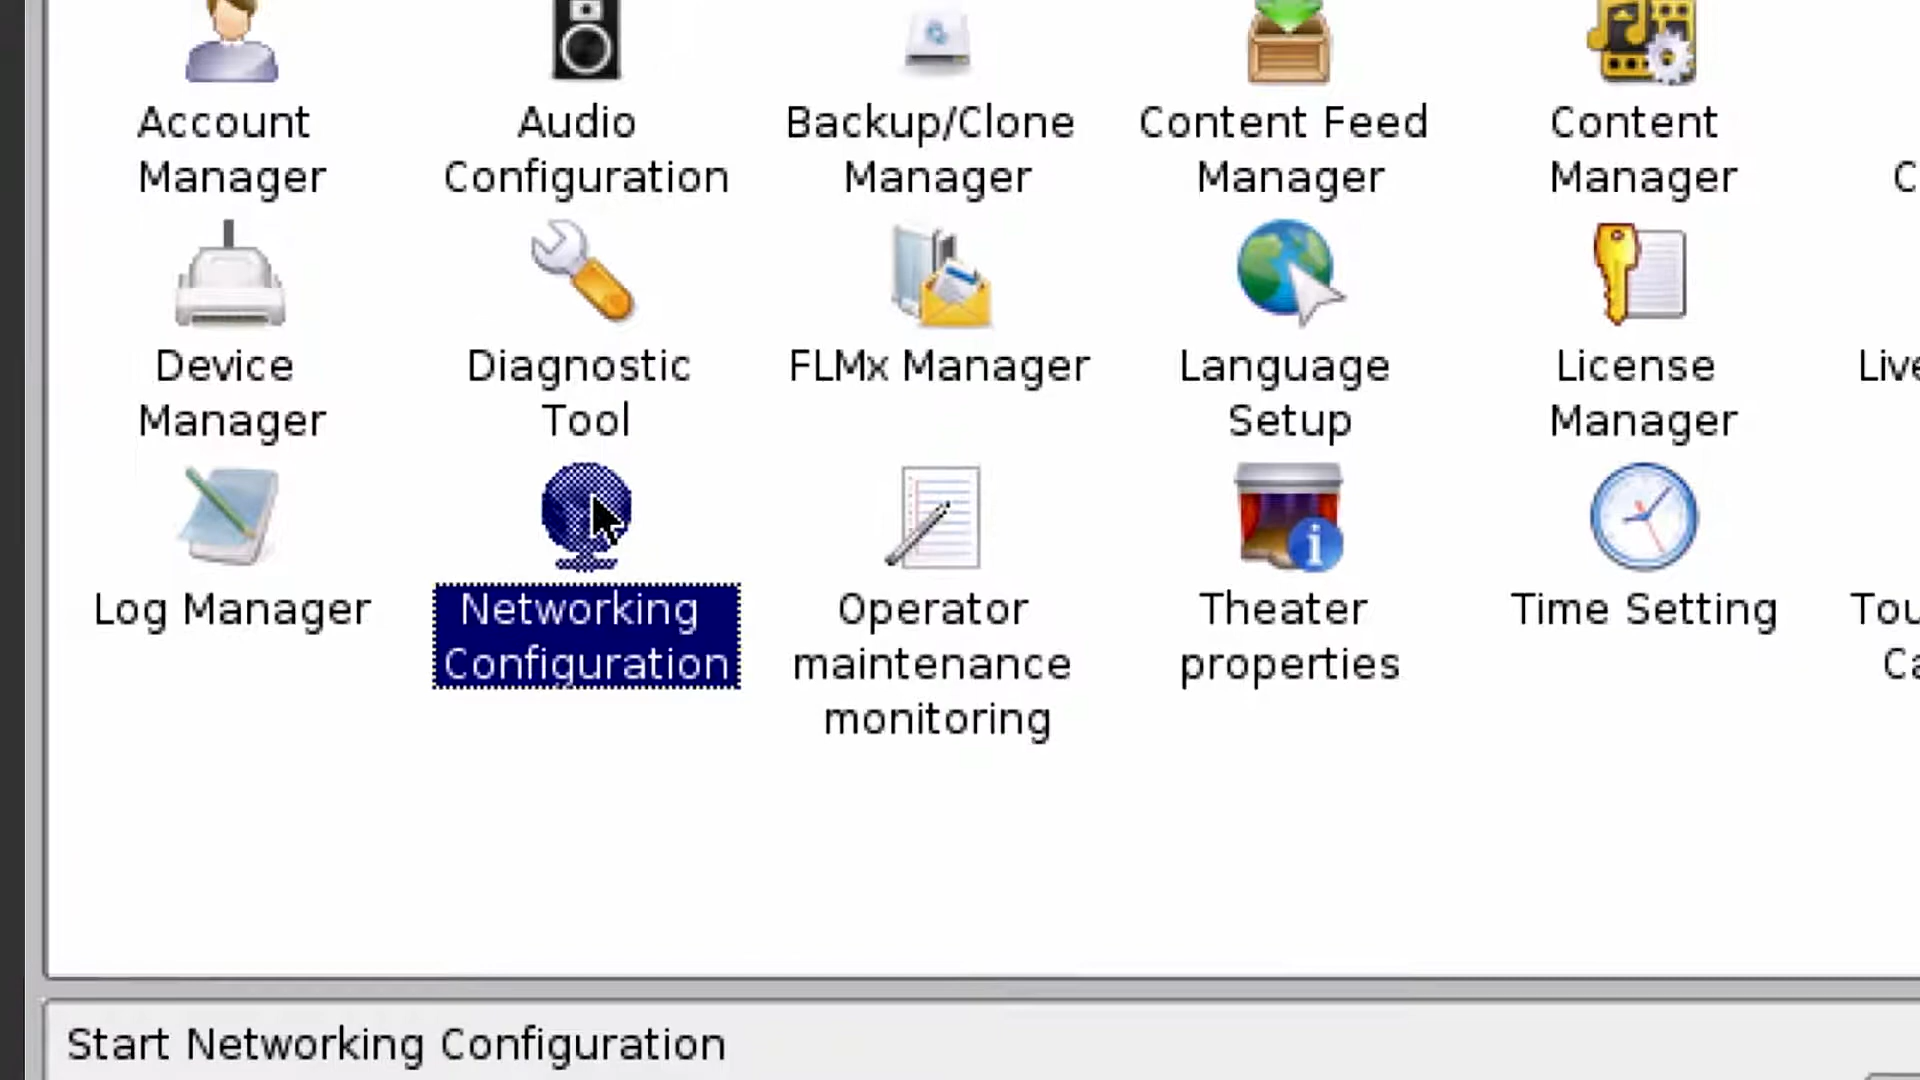 Account Manager
Audio Configuration
Backup/Clone Manager
Content Feed Manager
Content Manager
Device Manager
Diagnostic Tool
FLMx Manager
Language Setup
License Manager
Log Manager
Networking Configuration
Operator maintenance monitoring
Theater properties
Time Setting
Start Networking Configuration